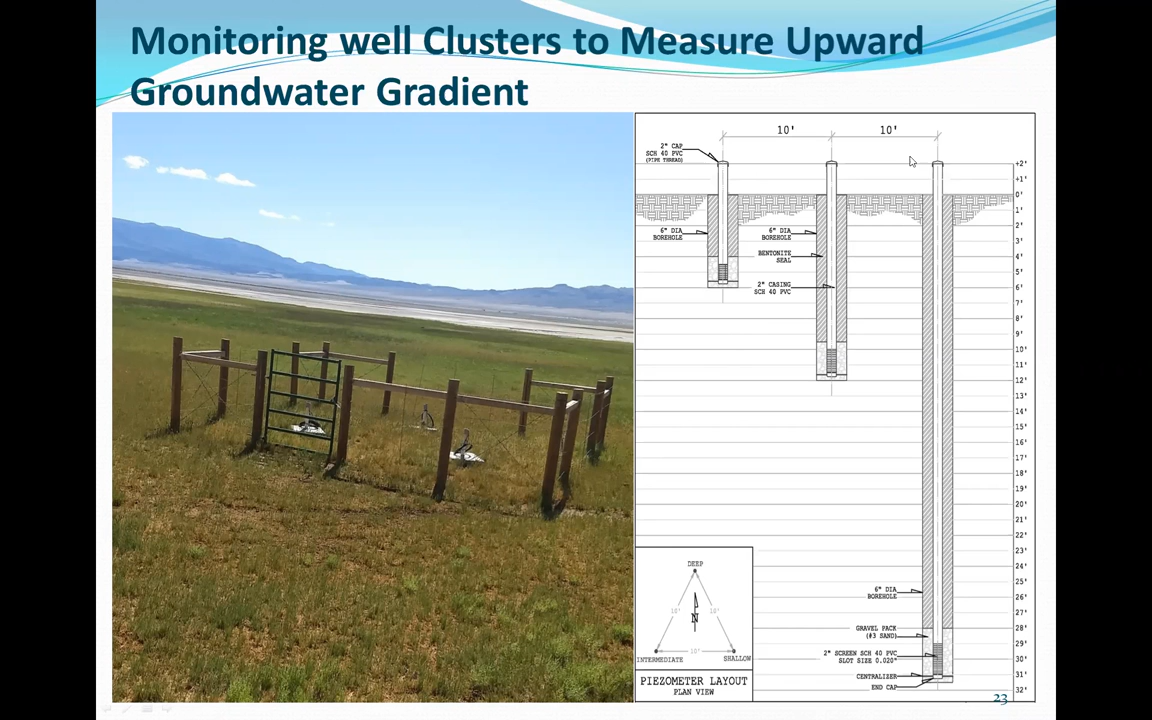 Monitoring well Clusters to Measure Upward
Groundwater Gradient
10'
10'
2" CAP
SCH 40 PVC
(PIPE THREAD)
6" DIA
BOREHOLE
6" DIA
BOREHOLE
BENTONITE
SEAL
2" CASING
SCH 40 PVC
6" DIA
BOREHOLE
GRAVEL PACK
(#3 SAND)
2" SCREEN SCH 40 PVC
SLOT SIZE 0.020"
CENTRALIZER
END CAP
+2'
+1'
0'
1'
2'
3'
4'
5'
6'
7'
8'
9'
10'
11'
12'
13'
14'
15'
16'
17'
18'
19'
20'
21'
22'
23'
24'
25'
26'
27'
28'
29'
30'
31'
32'
DEEP
10'
10'
N
10'
INTERMEDIATE
SHALLOW
PIEZOMETER LAYOUT
PLAN VIEW
23